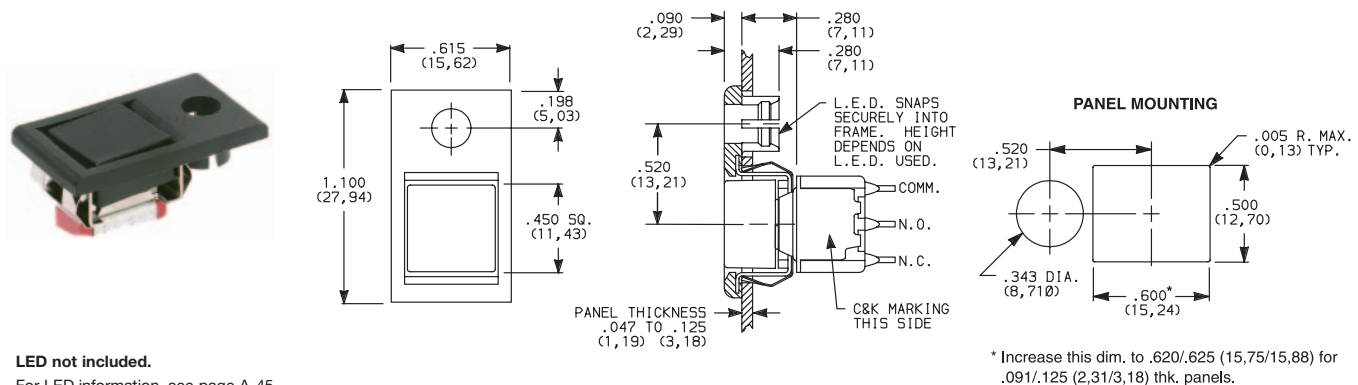 .615
(15,62)
.198
(5,03)
1.100
(27,94)
.450 SQ.
(11,43)
.090
(2,29)
.280
(7,11)
.280
(7,11)
L.E.D. SNAPS
SECURELY INTO
FRAME. HEIGHT
DEPENDS ON
L.E.D. USED.
.520
(13,21)
COMM.
N.O.
N.C.
PANEL THICKNESS
.047 TO .125
(1,19) (3,18)
C&K MARKING
THIS SIDE
PANEL MOUNTING
.005 R. MAX.
(0,13) TYP.
.520
(13,21)
.500
(12,70)
.343 DIA.
(8,71Ø)
.600*
(15,24)
LED not included.
For LED information, see page A-45
* Increase this dim. to .620/.625 (15,75/15,88) for
.091/.125 (2,31/3,18) thk. panels.